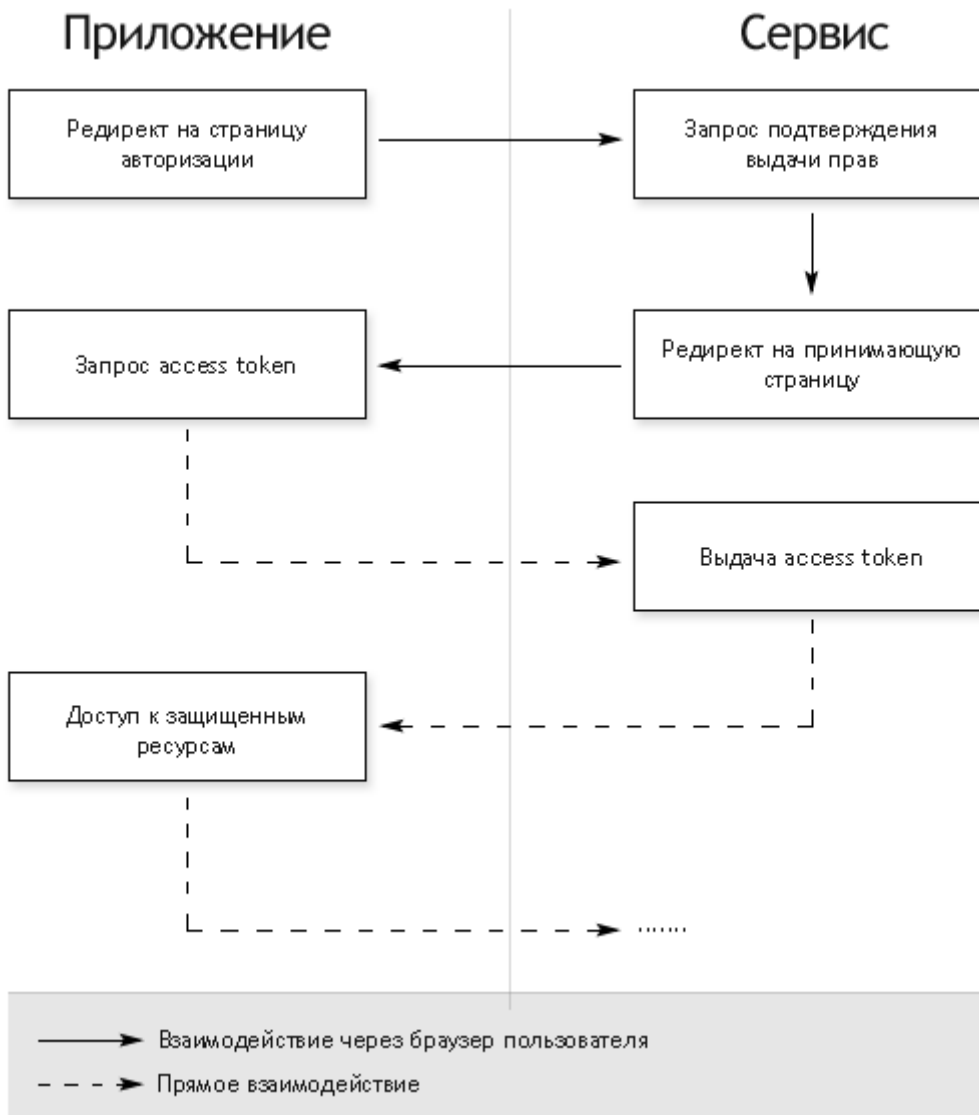 Приложение
Сервис
Редирект на страницу
авторизации
Запрос подтверждения
выдачи прав
Запрос access token
Редирект на принимающую
страницу
Выдача access token
Доступ к защищенным
ресурсам
.......
Взаимодействие через браузер пользователя
Прямое взаимодействие